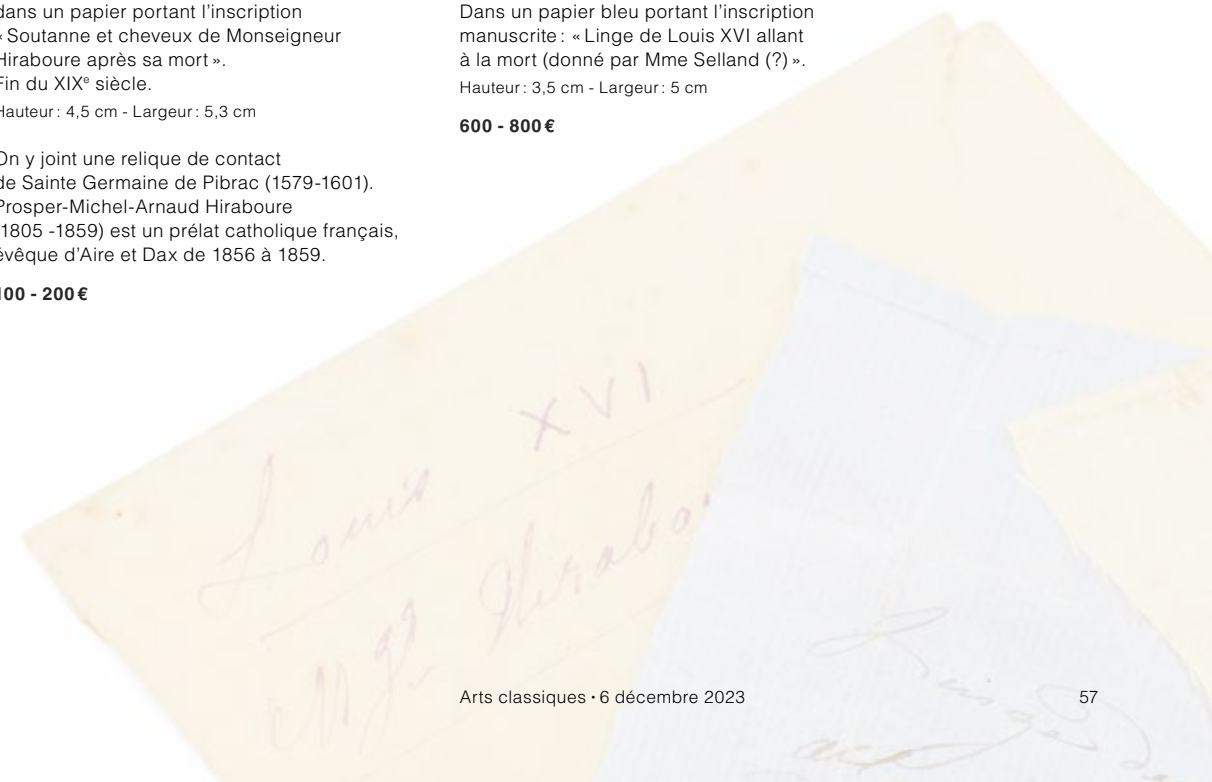 dans un papier portant l'inscription
« Soutanne et cheveux de Monseigneur
Hiraboure après sa mort ».
Fin du XIXe siècle.
Hauteur : 4,5 cm - Largeur : 5,3 cm
On y joint une relique de contact
de Sainte Germaine de Pibrac (1579-1601).
Prosper-Michel-Arnaud Hiraboure
(1805 -1859) est un prélat catholique français,
évêque d'Aire et Dax de 1856 à 1859.
100 - 200 €
Dans un papier bleu portant l'inscription
manuscrite : « Linge de Louis XVI allant
à la mort (donné par Mme Selland (?) ».
Hauteur : 3,5 cm - Largeur : 5 cm
600 - 800 €
Louis XVI
Mgr Hirabo
Linge
Arts classiques • 6 décembre 2023
57